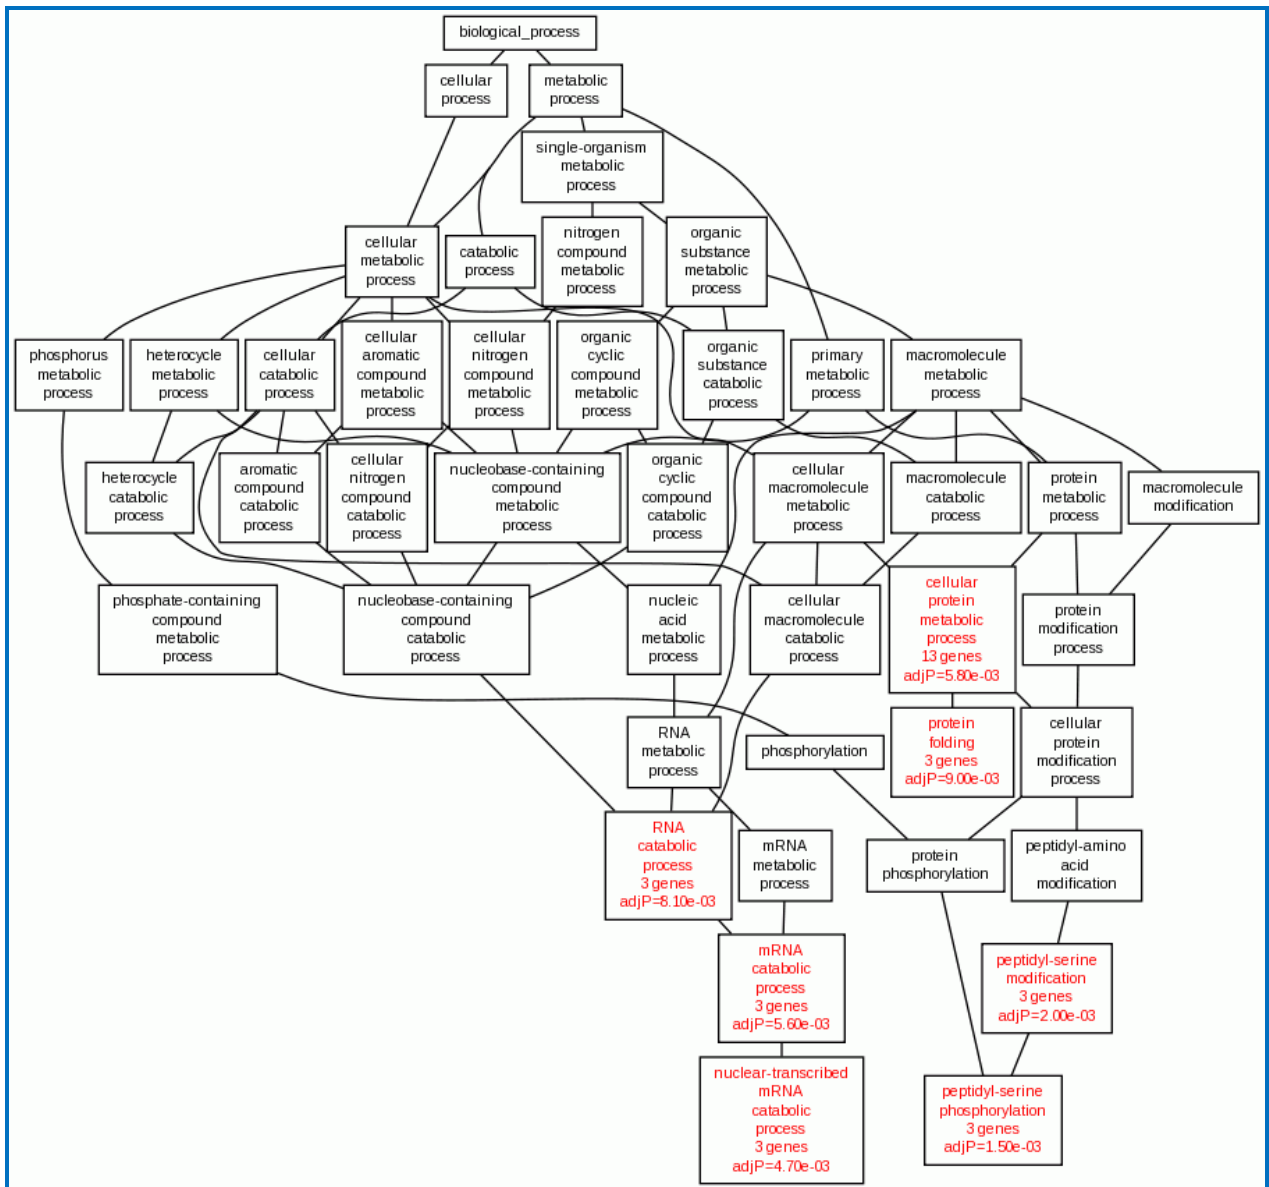 biological_process
cellular
process
metabolic
process
single-organism
metabolic
process
cellular
metabolic
process
catabolic
process
nitrogen
compound
metabolic
process
organic
substance
metabolic
process
phosphorus
metabolic
process
heterocycle
metabolic
process
cellular
catabolic
process
cellular
aromatic
compound
metabolic
process
cellular
nitrogen
compound
metabolic
process
organic
cyclic
compound
metabolic
process
organic
substance
catabolic
process
primary
metabolic
process
macromolecule
metabolic
process
heterocycle
catabolic
process
aromatic
compound
catabolic
process
cellular
nitrogen
compound
catabolic
process
nucleobase-containing
compound
metabolic
process
organic
cyclic
compound
catabolic
process
cellular
macromolecule
metabolic
process
macromolecule
catabolic
process
protein
metabolic
process
macromolecule
modification
phosphate-containing
compound
metabolic
process
nucleobase-containing
compound
catabolic
process
nucleic
acid
metabolic
process
cellular
macromolecule
catabolic
process
cellular
protein
metabolic
process
13 genes
adjP=5.80e-03
protein
modification
process
RNA
metabolic
process
phosphorylation
protein
folding
3 genes
adjP=9.00e-03
cellular
protein
modification
process
RNA
catabolic
process
3 genes
adjP=8.10e-03
mRNA
metabolic
process
protein
phosphorylation
peptidyl-amino
acid
modification
mRNA
catabolic
process
3 genes
adjP=5.60e-03
peptidyl-serine
modification
3 genes
adjP=2.00e-03
nuclear-transcribed
mRNA
catabolic
process
3 genes
adjP=4.70e-03
peptidyl-serine
phosphorylation
3 genes
adjP=1.50e-03